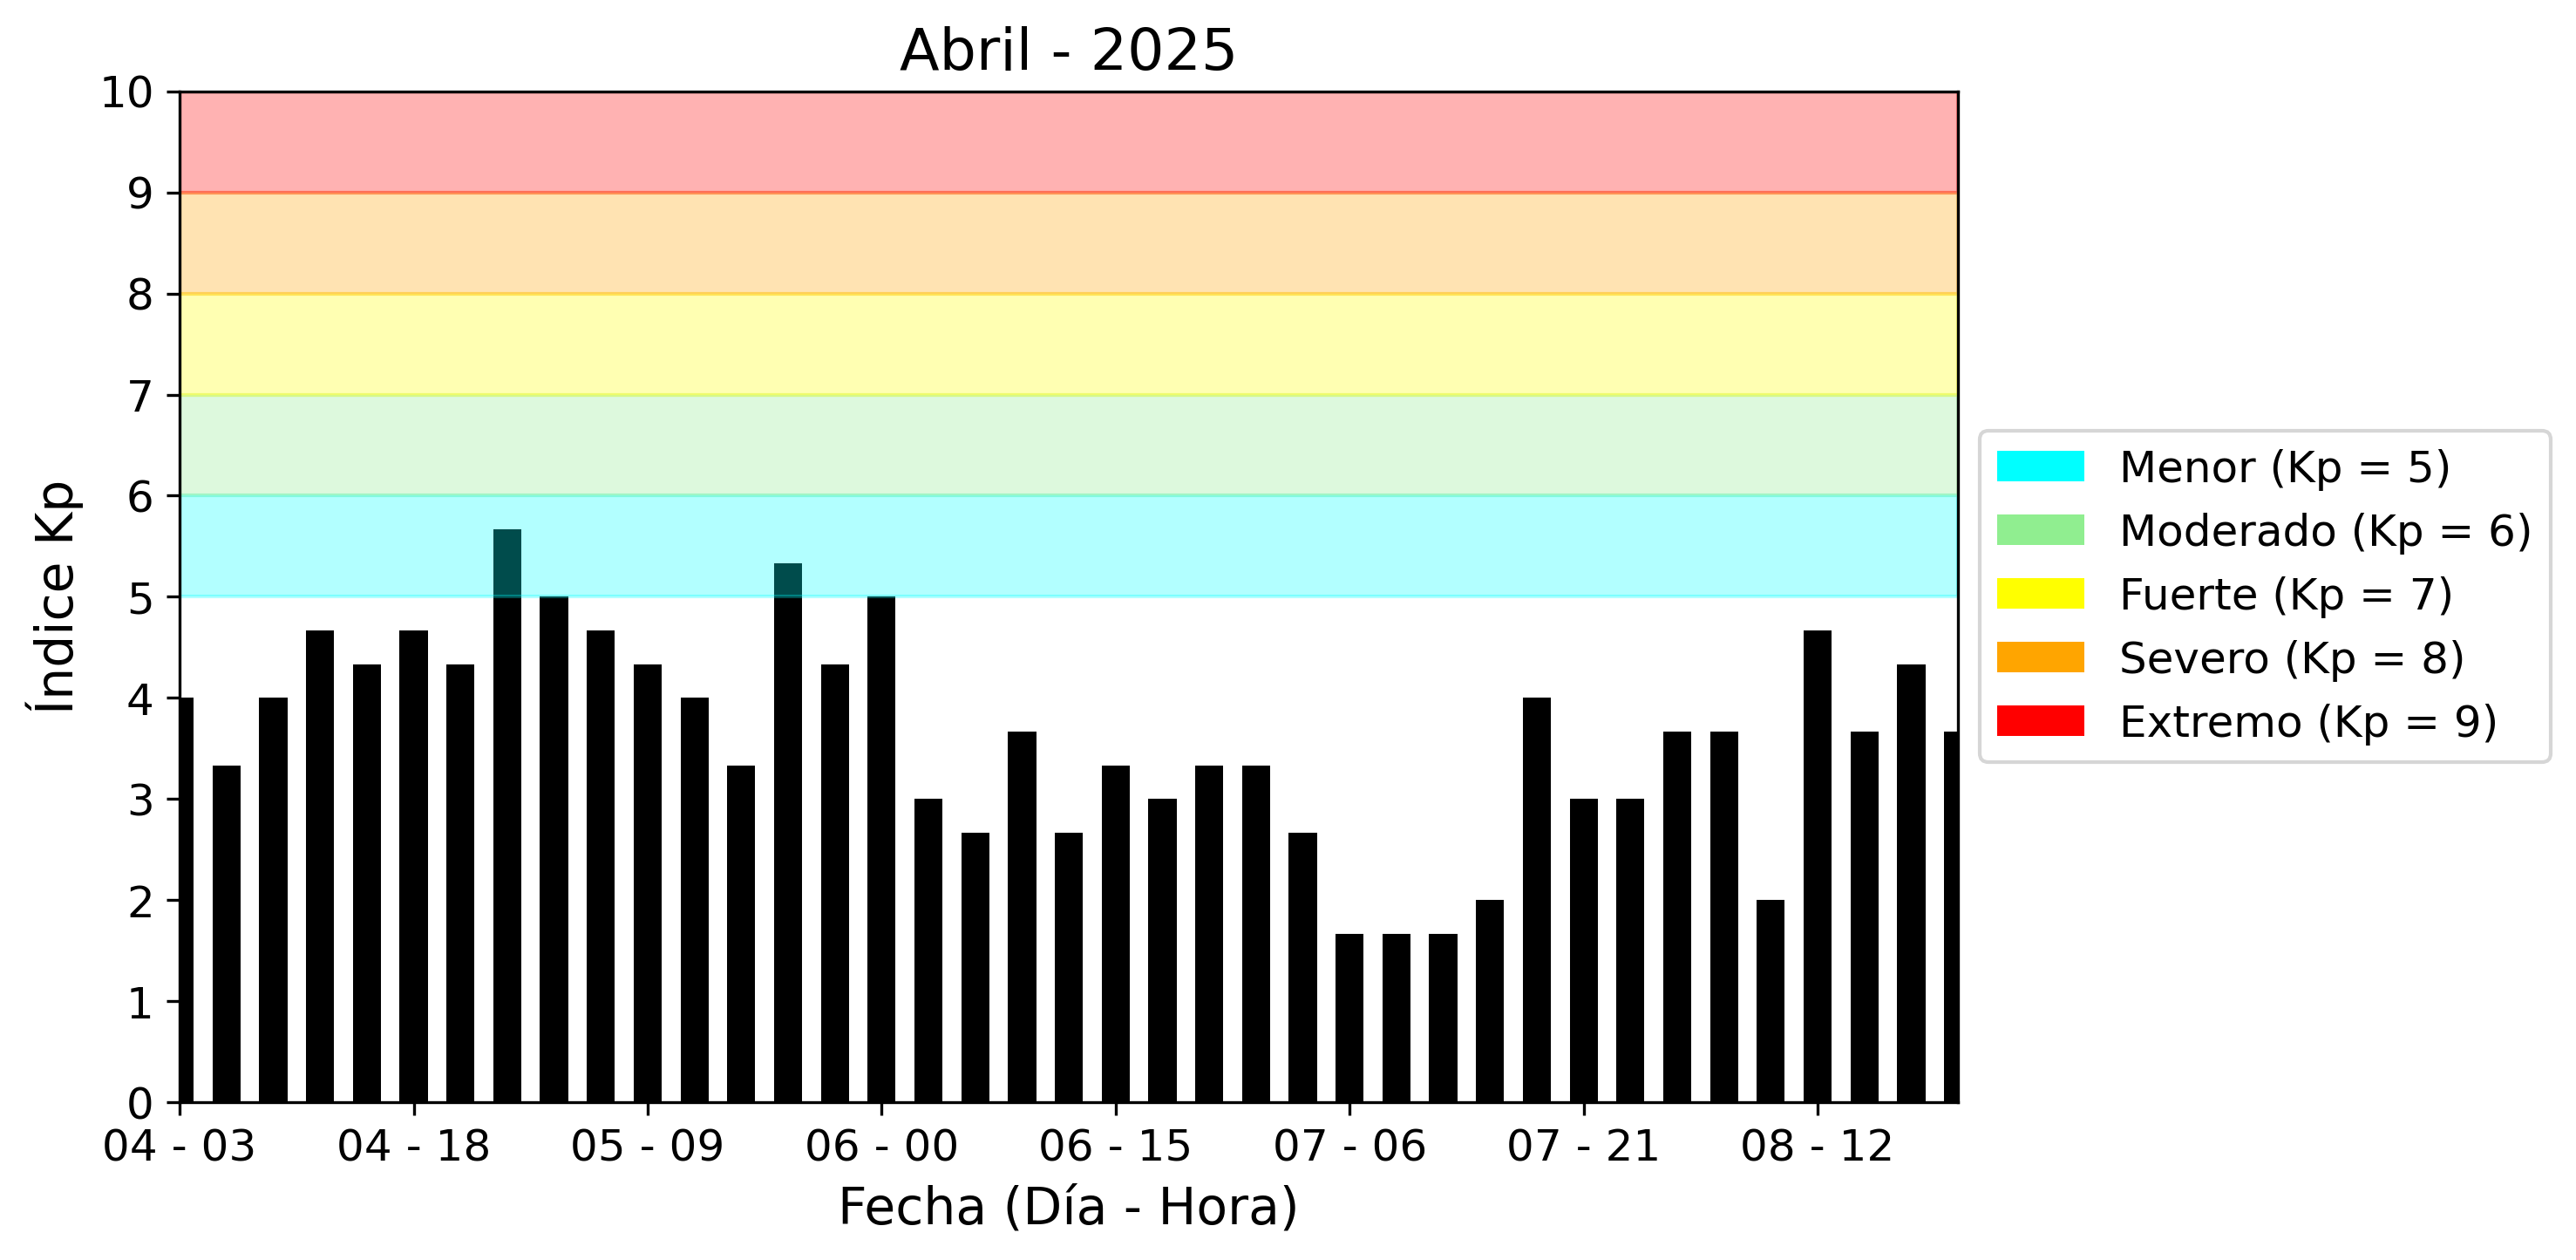 Abril - 2025
10
9
8
7
6
5
4
3
2
1
0
Índice Kp
04 - 03
04 - 18
05 - 09
06 - 00
06 - 15
07 - 06
07 - 21
08 - 12
Fecha (Día - Hora)
Menor (Kp = 5)
Moderado (Kp = 6)
Fuerte (Kp = 7)
Severo (Kp = 8)
Extremo (Kp = 9)